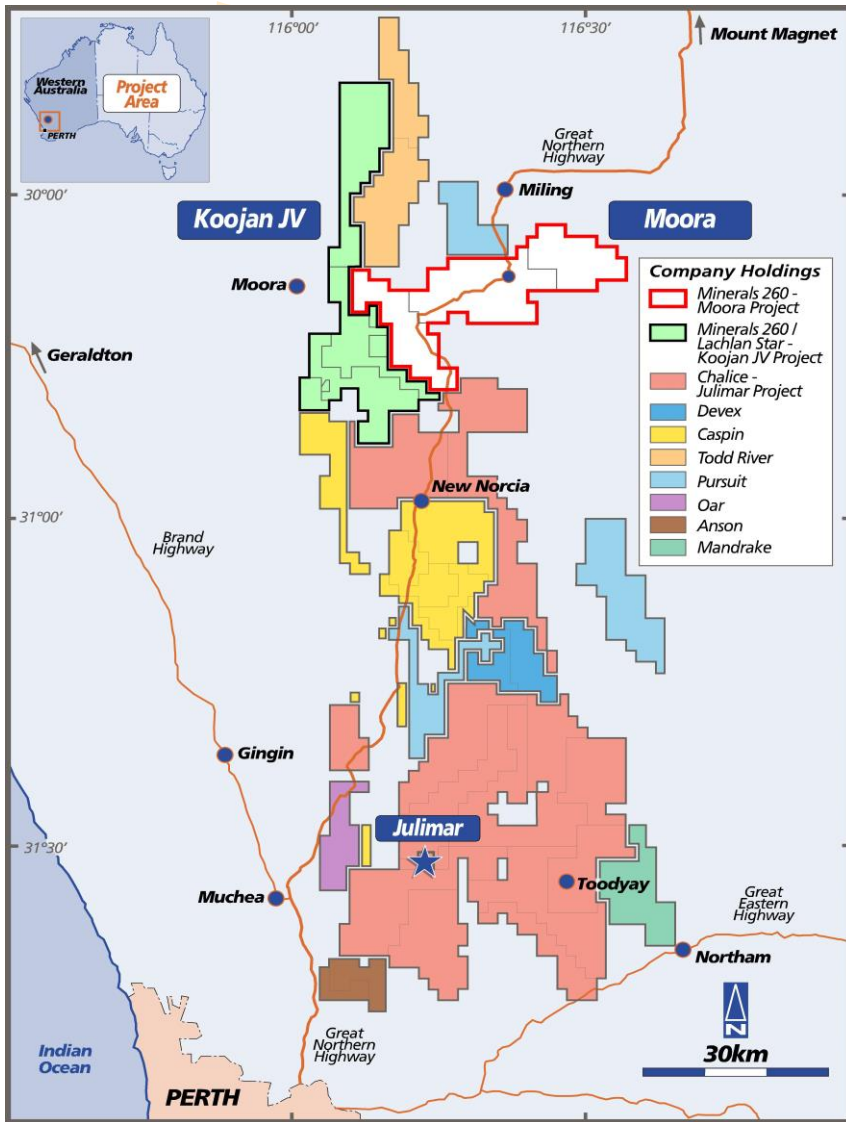 116°00'
116°30'
Mount Magnet
Western
Australia
Project
Area
PERTH
Great
Northern
Highway
30°00'
Miling
Koojan JV
Moora
Moora
Company Holdings
Minerals 260 -
Moora Project
Minerals 260 /
Lachlan Star -
Koojan JV Project
Chalice -
Julimar Project
Devex
Caspin
Todd River
Pursuit
Oar
Anson
Mandrake
Geraldton
New Norcia
31°00'
Brand
Highway
Gingin
Julimar
31°30'
Toodyay
Muchea
Great
Eastern
Highway
Northam
Great
Northern
Highway
N
30km
Indian
Ocean
PERTH